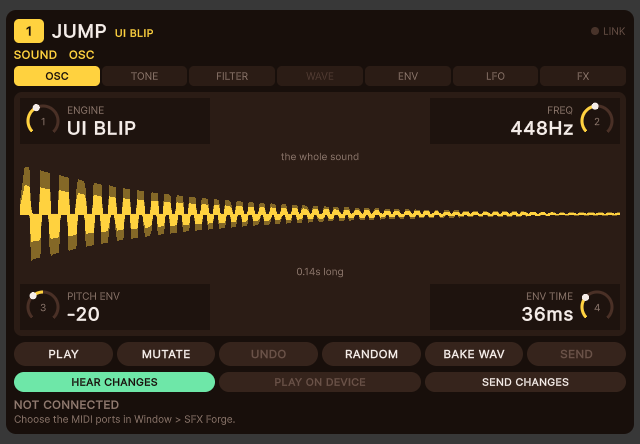 1 JUMP UI BLIP LINK
SOUND OSC
OSC TONE FILTER WAVE ENV LFO FX
1 ENGINE UI BLIP
FREQ 448Hz 2
the whole sound
0.14s long
3 PITCH ENV -20
ENV TIME 36ms 4
PLAY MUTATE UNDO RANDOM BAKE WAV SEND
HEAR CHANGES PLAY ON DEVICE SEND CHANGES
NOT CONNECTED
Choose the MIDI ports in Window > SFX Forge.